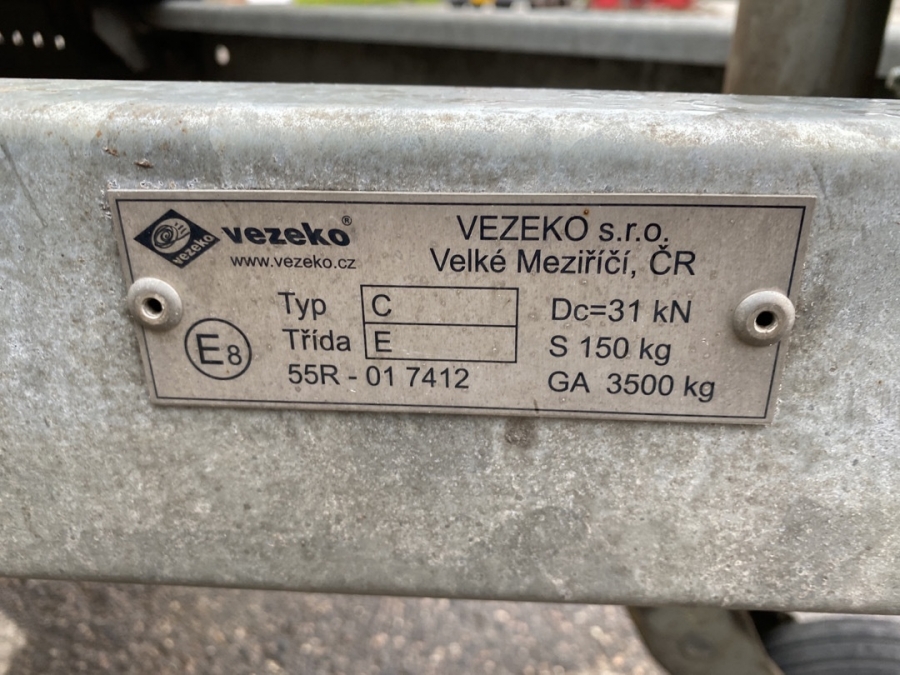 vezeko
vezeko®
www.vezeko.cz
VEZEKO s.r.o.
Velké Meziříčí, ČR
Typ C
Třída E
E8
55R - 01 7412
Dc=31 kN
S 150 kg
GA 3500 kg